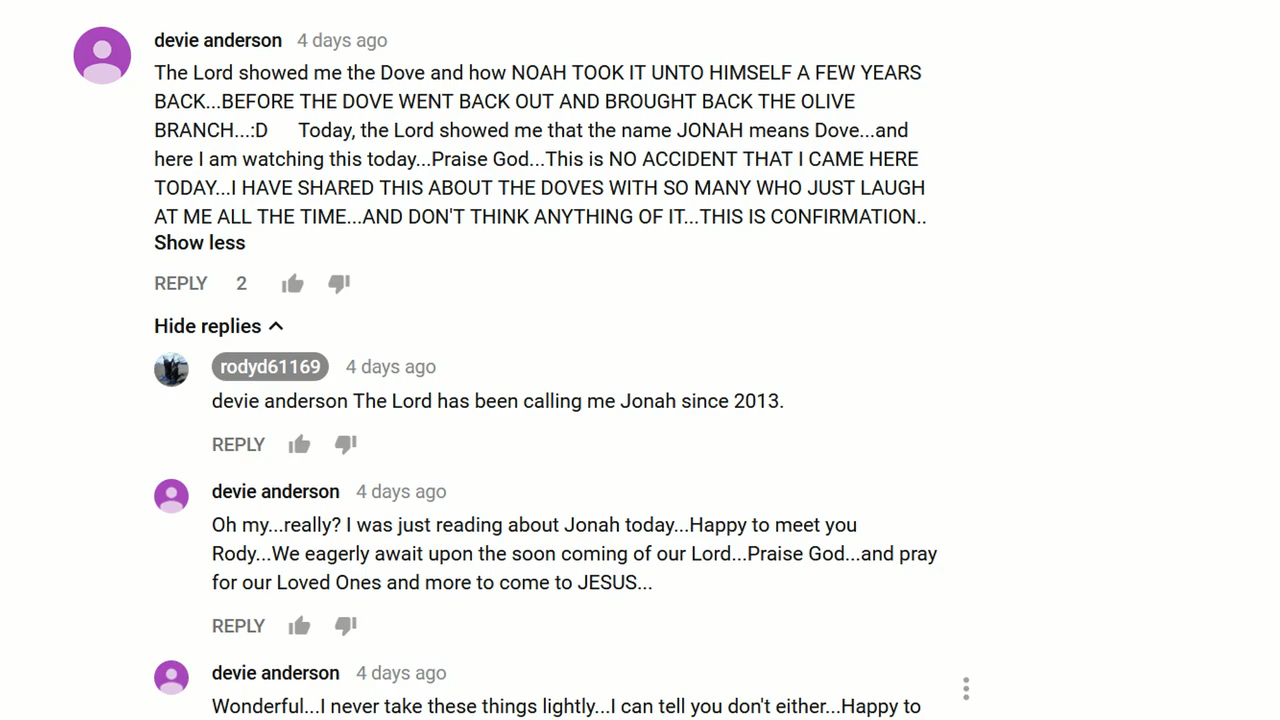 devie anderson 4 days ago
The Lord showed me the Dove and how NOAH TOOK IT UNTO HIMSELF A FEW YEARS
BACK...BEFORE THE DOVE WENT BACK OUT AND BROUGHT BACK THE OLIVE
BRANCH...:D Today, the Lord showed me that the name JONAH means Dove...and
here I am watching this today...Praise God...This is NO ACCIDENT THAT I CAME HERE
TODAY...I HAVE SHARED THIS ABOUT THE DOVES WITH SO MANY WHO JUST LAUGH
AT ME ALL THE TIME...AND DON'T THINK ANYTHING OF IT...THIS IS CONFIRMATION..
Show less
REPLY 2
Hide replies
rodyd61169 4 days ago
devie anderson The Lord has been calling me Jonah since 2013.
REPLY
devie anderson 4 days ago
Oh my...really? I was just reading about Jonah today...Happy to meet you
Rody...We eagerly await upon the soon coming of our Lord...Praise God...and pray
for our Loved Ones and more to come to JESUS...
REPLY
devie anderson 4 days ago
Wonderful...I never take these things lightly...I can tell you don't either...Happy to